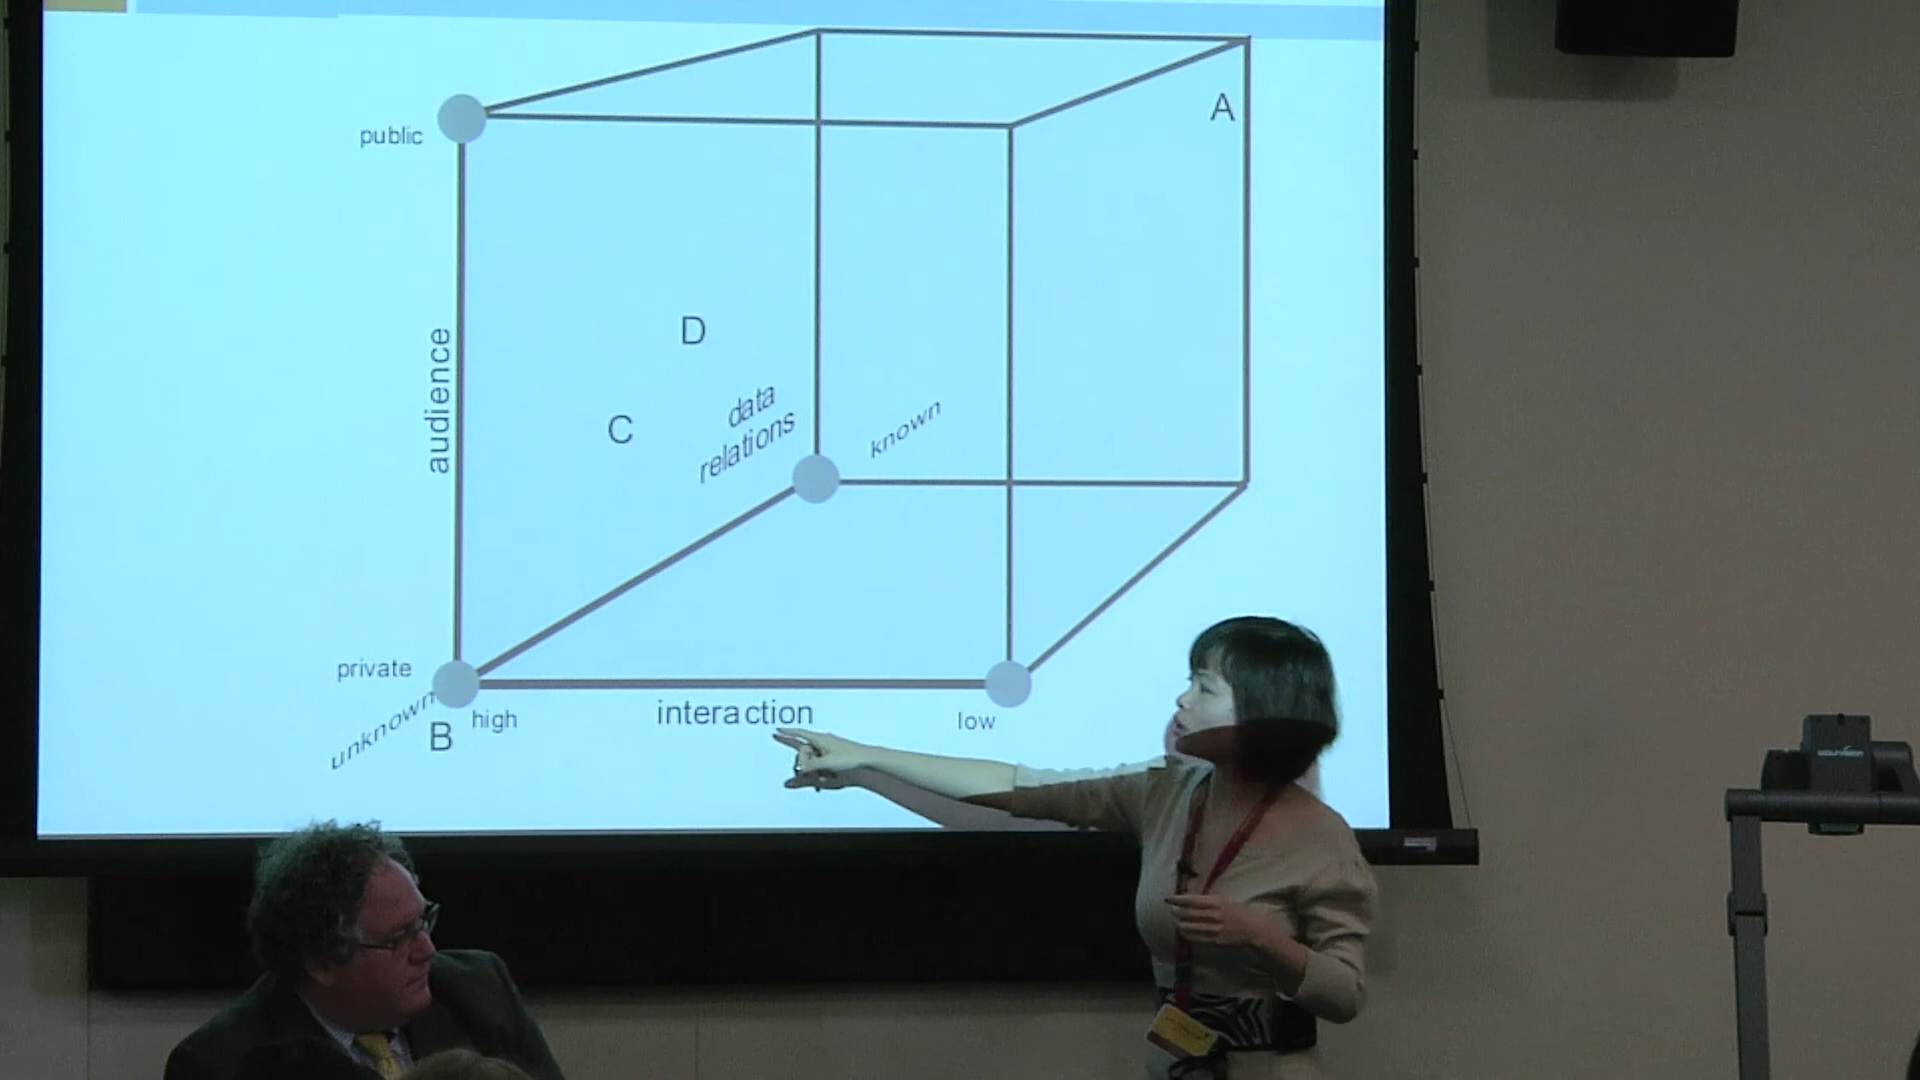 A
public
D
audience
data
relations
known
C
private
unknown
B
high
interaction
low